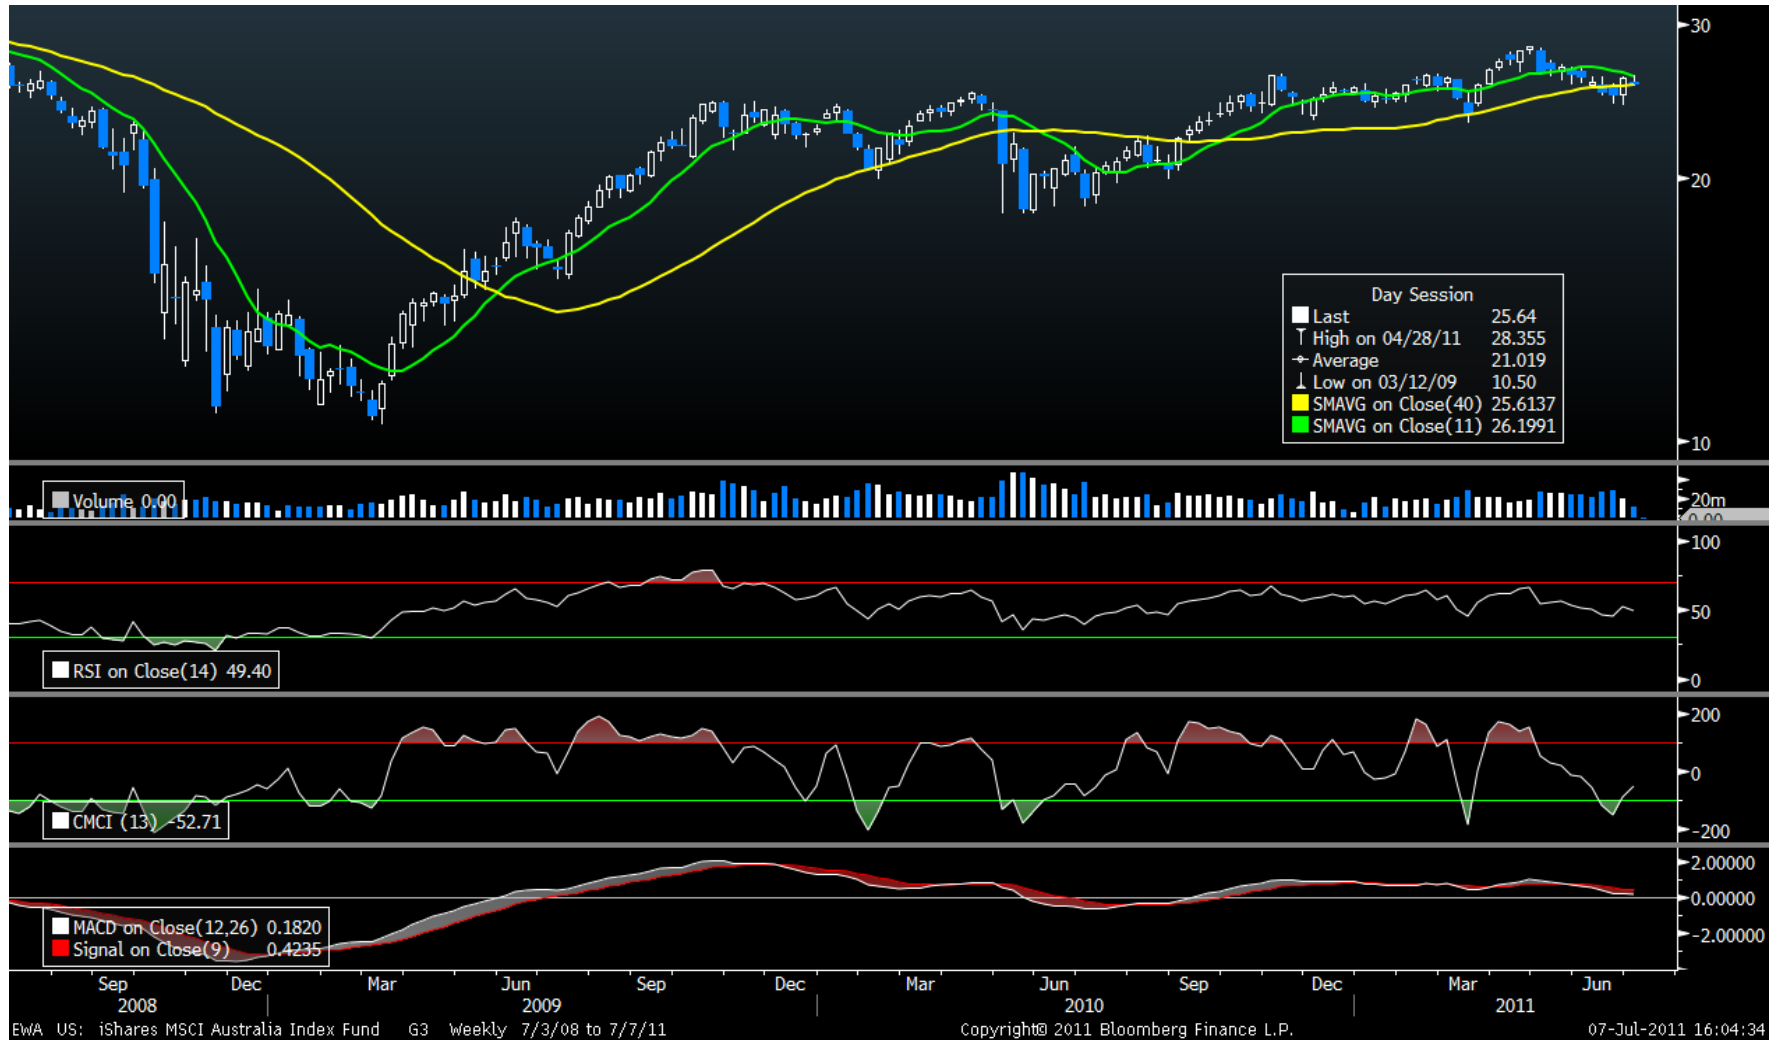 30
20
Day Session
Last 25.64
High on 04/28/11 28.355
Average 21.019
Low on 03/12/09 10.50
SMAVG on Close(40) 25.6137
SMAVG on Close(11) 26.1991
10
Volume 0.00
20m
0.00
100
50
RSI on Close(14) 49.40
0
200
0
CMCI (13) -52.71
-200
2.00000
0.00000
MACD on Close(12,26) 0.1820
-2.00000
Signal on Close(9) 0.4235
Sep Dec Mar Jun Sep Dec Mar Jun Sep Dec Mar Jun
2008 2009 2010 2011
EWA US: iShares MSCI Australia Index Fund G3 Weekly 7/3/08 to 7/7/11 Copyright© 2011 Bloomberg Finance L.P. 07-Jul-2011 16:04:34